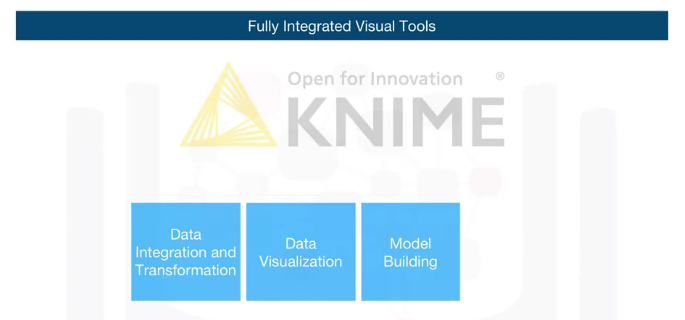 Fully Integrated Visual Tools
Open for Innovation ®
KNIME
Data
Integration and
Transformation
Data
Visualization
Model
Building